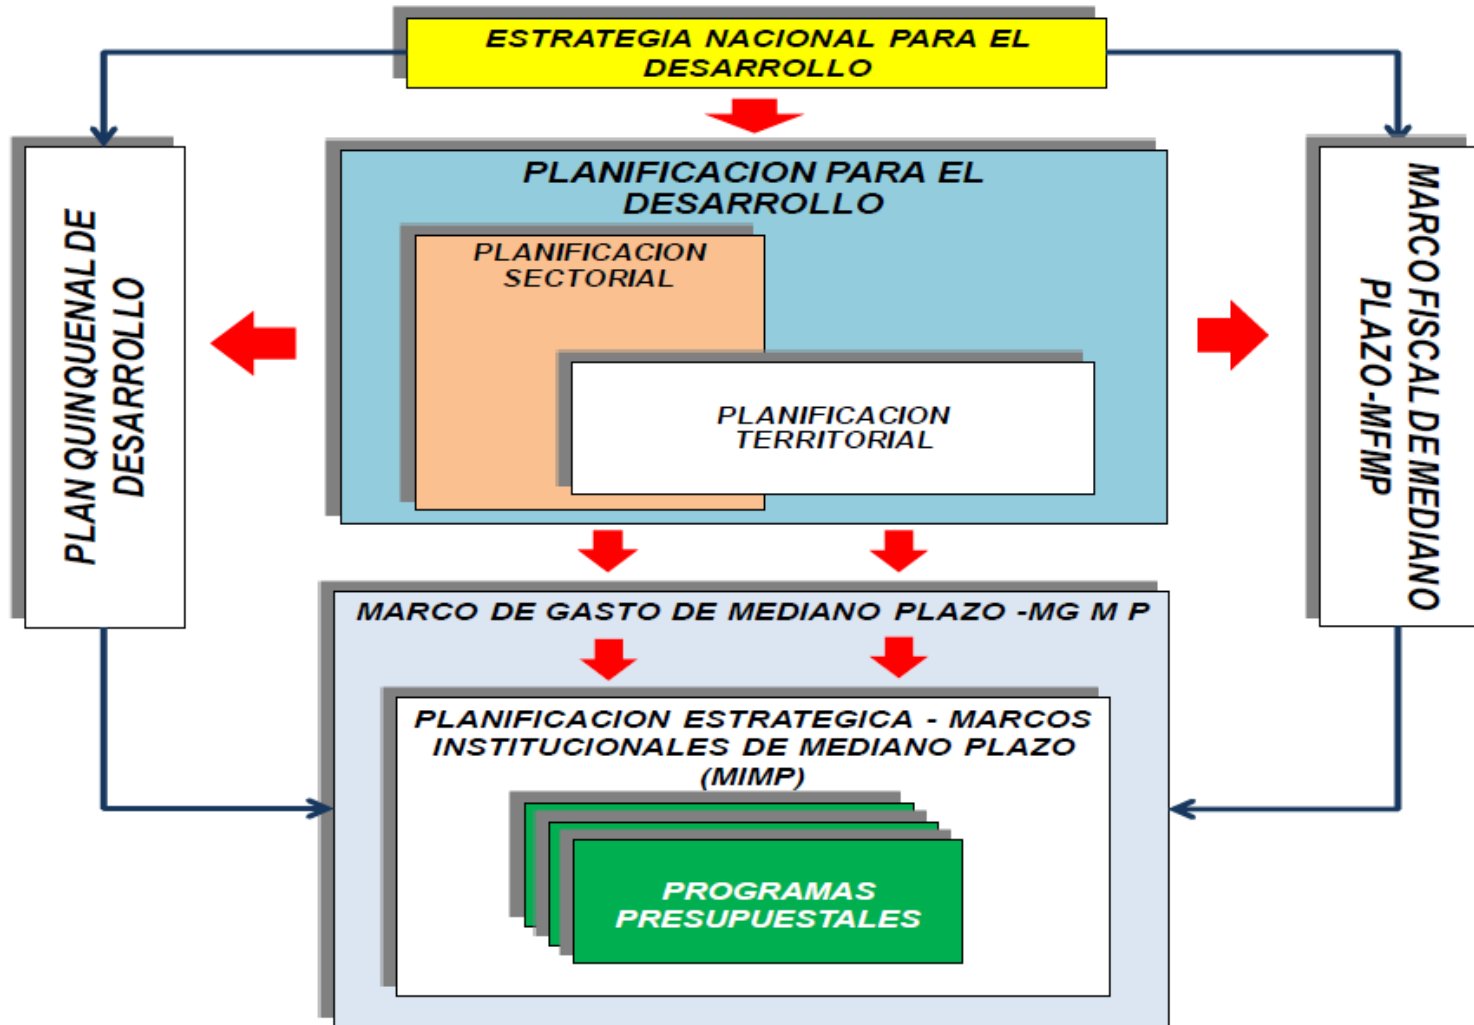 ESTRATEGIA NACIONAL PARA EL
DESARROLLO
PLANIFICACION PARA EL
DESARROLLO
PLANIFICACION
SECTORIAL
PLANIFICACION
TERRITORIAL
PLAN QUINQUENAL DE
DESARROLLO
MARCO FISCAL DE MEDIANO
PLAZO -MFMP
MARCO DE GASTO DE MEDIANO PLAZO -MG M P
PLANIFICACION ESTRATEGICA - MARCOS
INSTITUCIONALES DE MEDIANO PLAZO
(MIMP)
PROGRAMAS
PRESUPUESTALES